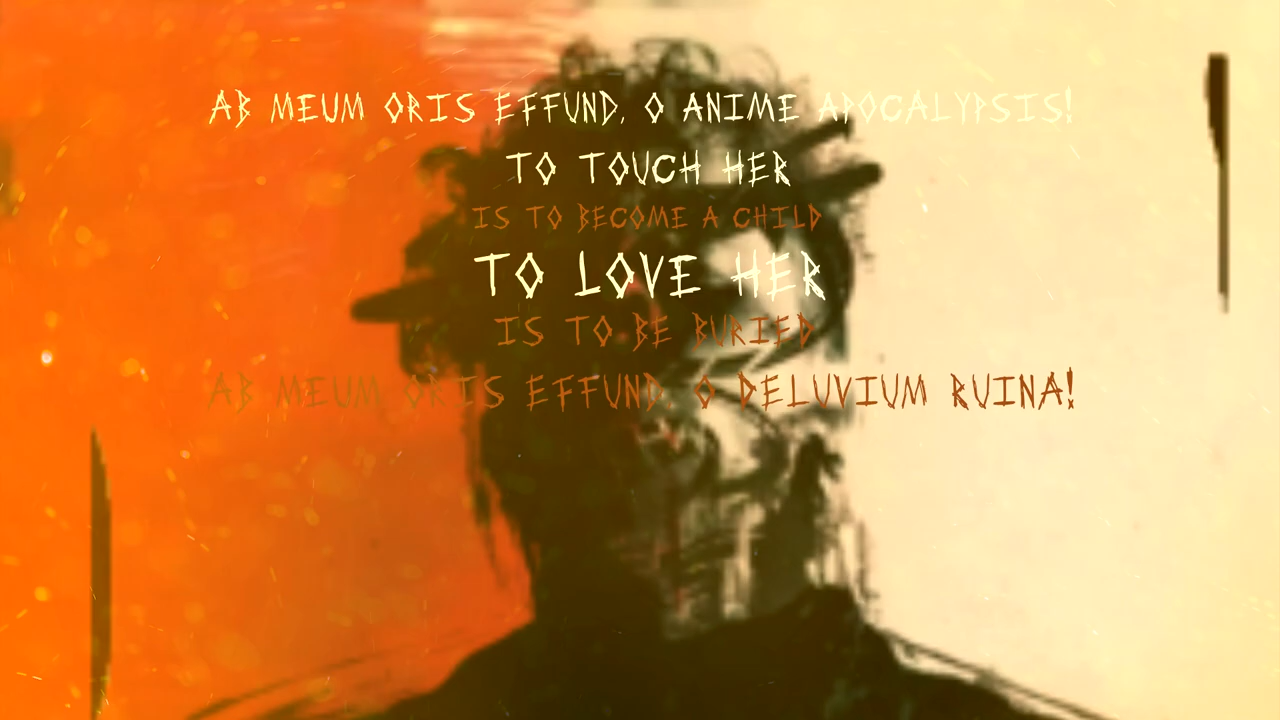 AB MEUM ORIS EFFUND, O ANIME APOCALYPSIS!
TO TOUCH HER
IS TO BECOME A CHILD
TO LOVE HER
IS TO BE BURIED
AB MEUM ORIS EFFUND, O DELUVIUM RUINA!